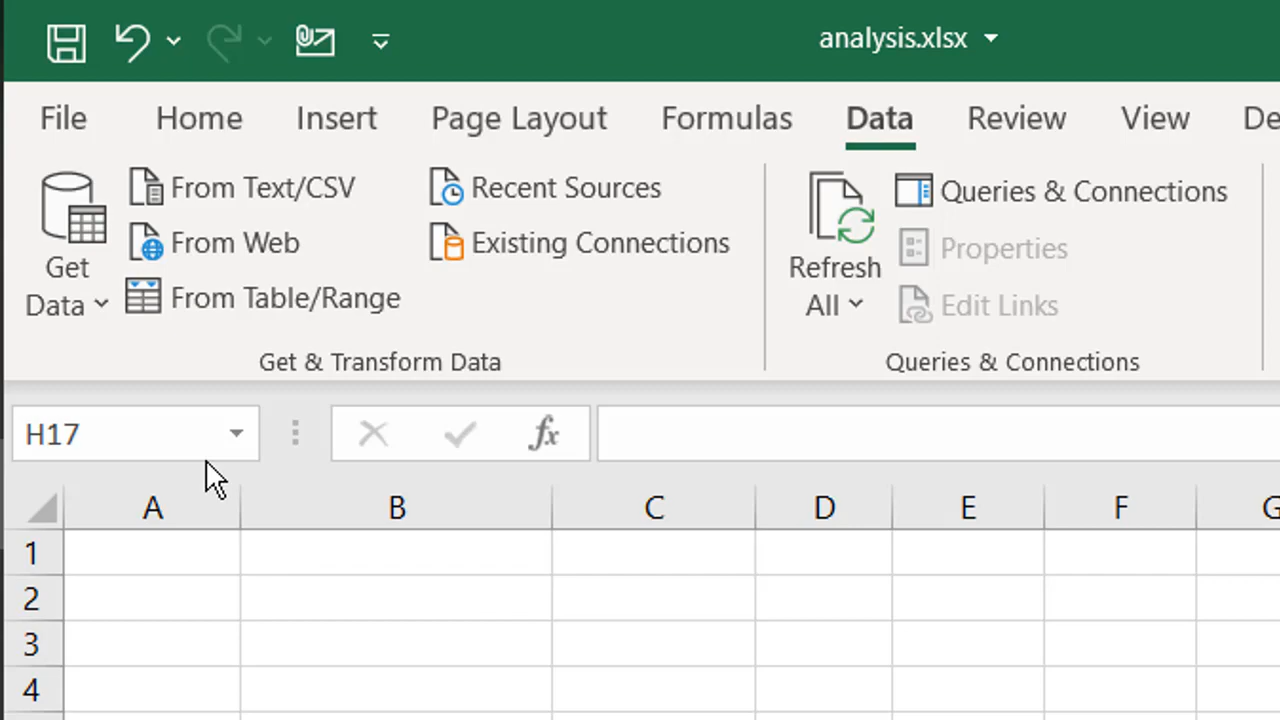 analysis.xlsx
File Home Insert Page Layout Formulas Data Review View De
Get Data
From Text/CSV
From Web
From Table/Range
Recent Sources
Existing Connections
Get & Transform Data
Refresh All
Queries & Connections
Properties
Edit Links
Queries & Connections
H17 fx
A B C D E F G
1
2
3
4